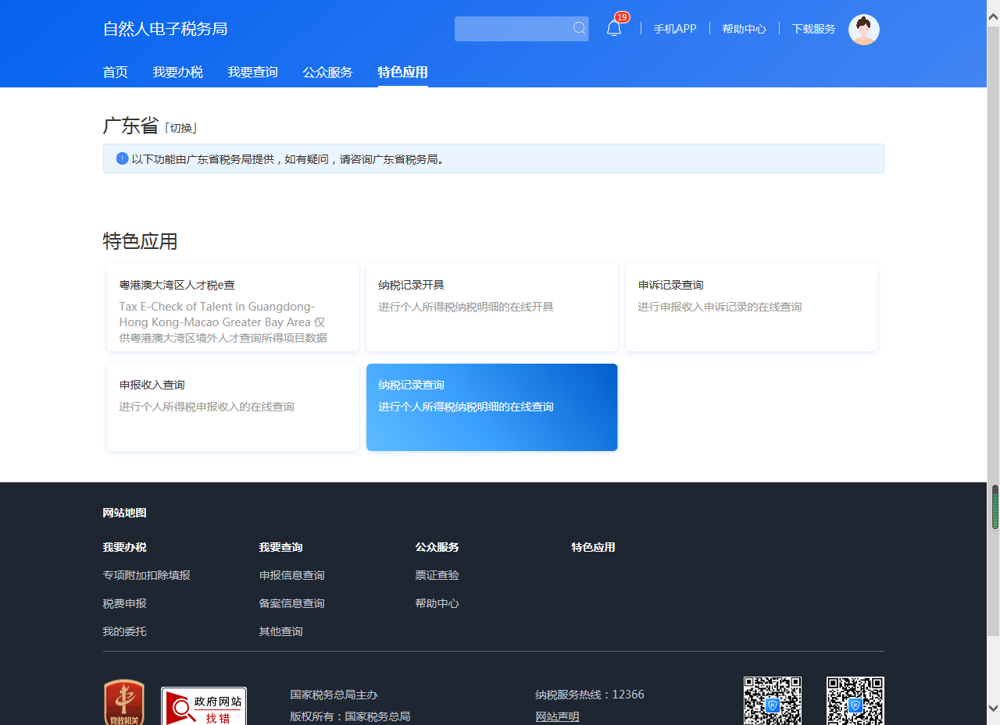 自然人电子税务局
19
手机APP
帮助中心
下载服务
首页 我要办税 我要查询 公众服务 特色应用
广东省「切换」
以下功能由广东省税务局提供，如有疑问，请咨询广东省税务局。
特色应用
粤港澳大湾区人才税e查
Tax E-Check of Talent in Guangdong-
Hong Kong-Macao Greater Bay Area 仅
供粤港澳大湾区境外人才查询所得项目数据
纳税记录开具
进行个人所得税纳税明细的在线开具
申诉记录查询
进行申报收入申诉记录的在线查询
申报收入查询
进行个人所得税申报收入的在线查询
纳税记录查询
进行个人所得税纳税明细的在线查询
网站地图
我要办税 我要查询 公众服务 特色应用
专项附加扣除填报 申报信息查询 票证查验
税费申报 备案信息查询 帮助中心
我的委托 其他查询
党政机关
政府网站
找错
国家税务总局主办
版权所有：国家税务总局
纳税服务热线：12366
网站声明